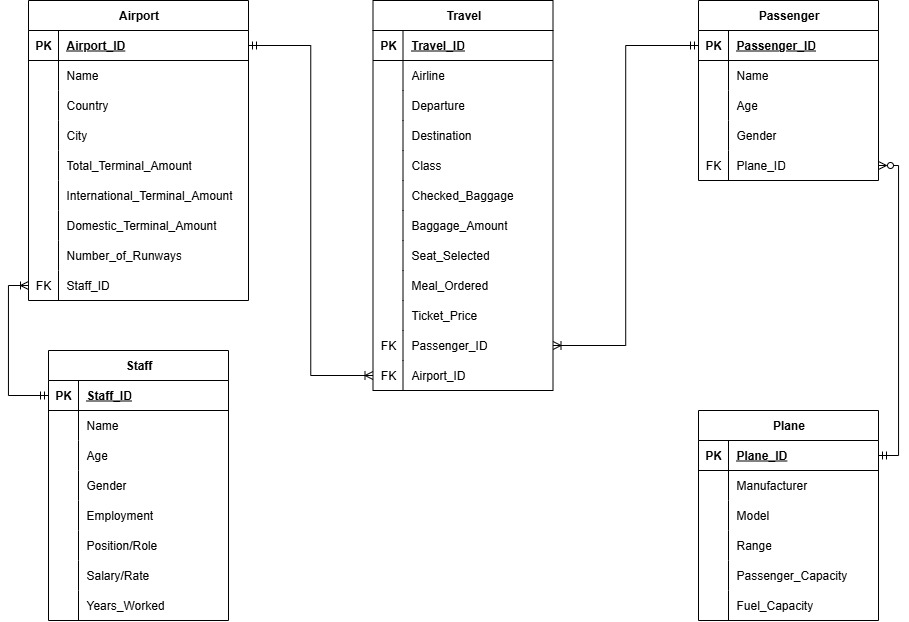 Airport
PK Airport_ID
Name
Country
City
Total_Terminal_Amount
International_Terminal_Amount
Domestic_Terminal_Amount
Number_of_Runways
FK Staff_ID
Staff
PK Staff_ID
Name
Age
Gender
Employment
Position/Role
Salary/Rate
Years_Worked
Travel
PK Travel_ID
Airline
Departure
Destination
Class
Checked_Baggage
Baggage_Amount
Seat_Selected
Meal_Ordered
Ticket_Price
FK Passenger_ID
FK Airport_ID
Passenger
PK Passenger_ID
Name
Age
Gender
FK Plane_ID
Plane
PK Plane_ID
Manufacturer
Model
Range
Passenger_Capacity
Fuel_Capacity